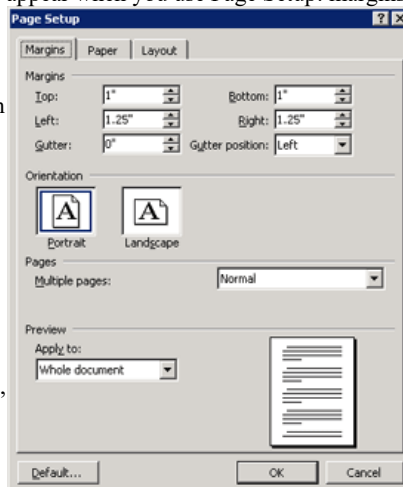 appear when you use Page Setup: margins
Page Setup
Margins Paper Layout
Margins
Top: 1" Bottom: 1"
Left: 1.25" Right: 1.25"
Gutter: 0" Gutter position: Left
Orientation
A A
Portrait Landscape
Pages
Multiple pages: Normal
Preview
Apply to:
Whole document
,
Default... OK Cancel